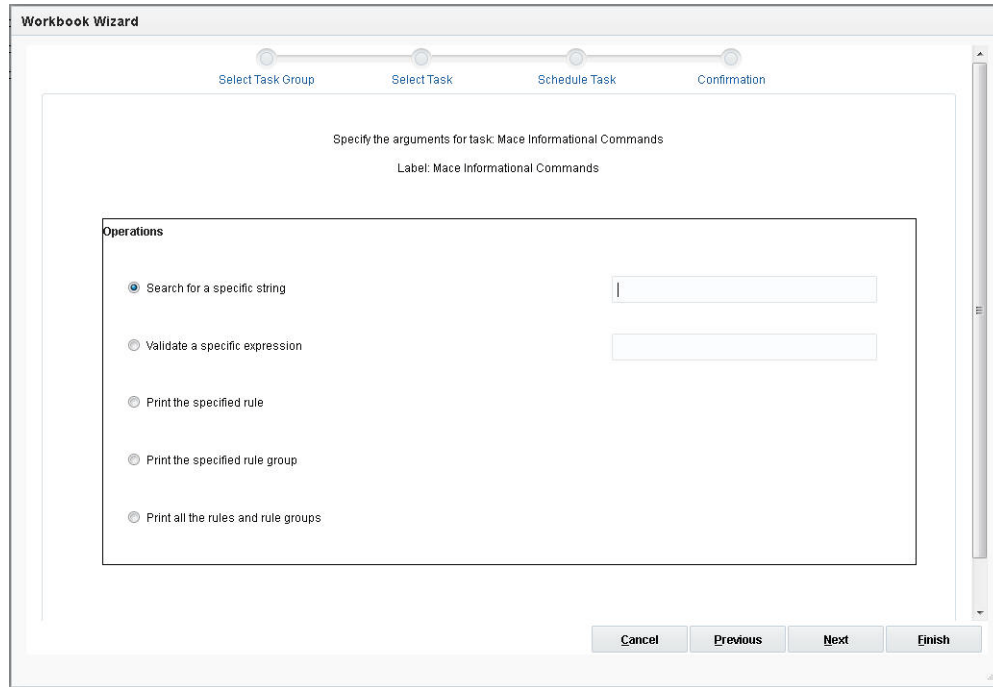 Workbook Wizard
Select Task Group Select Task Schedule Task Confirmation
Specify the arguments for task: Mace Informational Commands
Label: Mace Informational Commands
Operations
Search for a specific string
Validate a specific expression
Print the specified rule
Print the specified rule group
Print all the rules and rule groups
Cancel Previous Next Finish